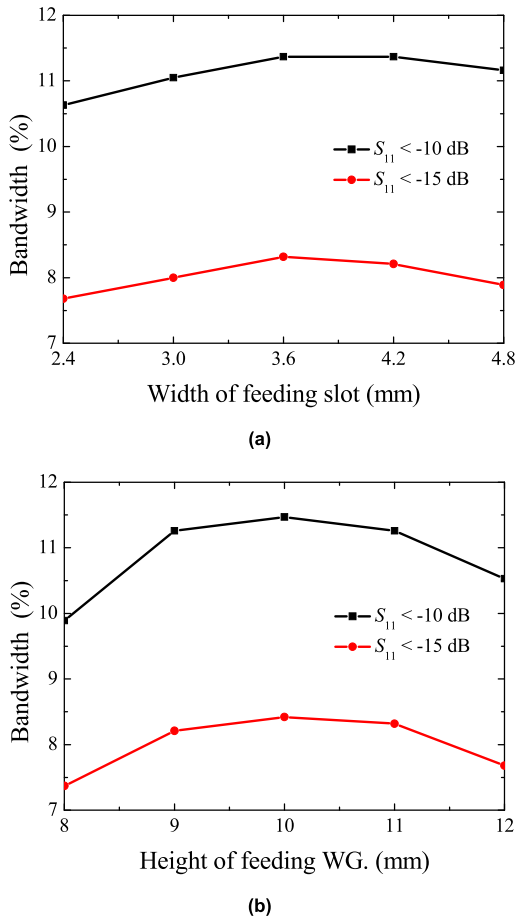 12
11
10
9
8
7
Bandwidth (%)
S11 < -10 dB
S11 < -15 dB
2.4 3.0 3.6 4.2 4.8
Width of feeding slot (mm)
(a)
12
11
10
9
8
7
Bandwidth (%)
S11 < -10 dB
S11 < -15 dB
8 9 10 11 12
Height of feeding WG. (mm)
(b)